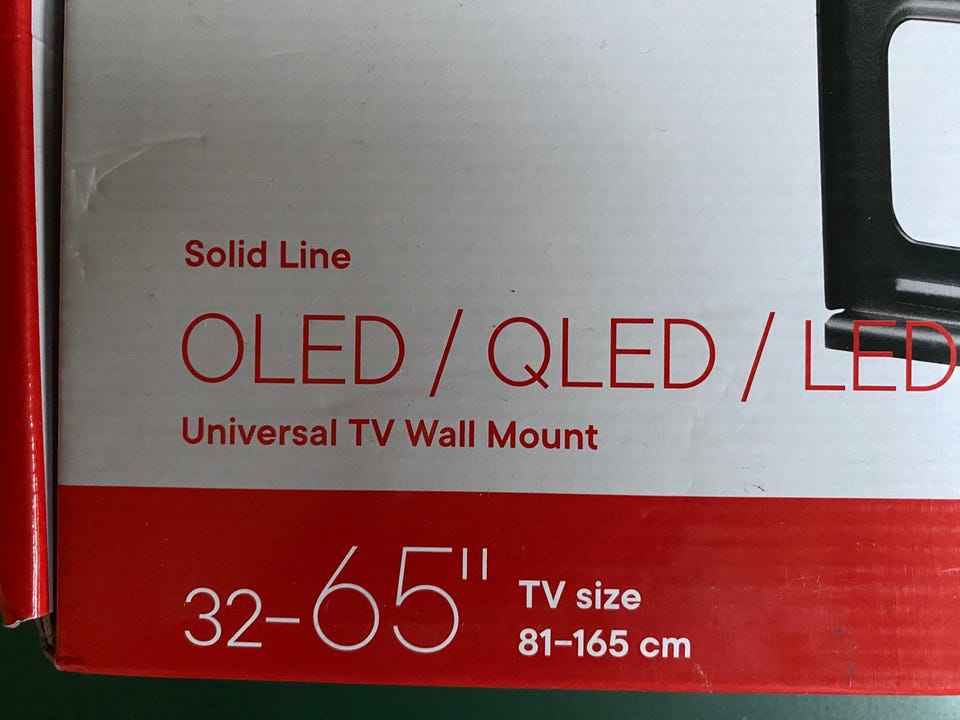 Solid Line
OLED / QLED / LED
Universal TV Wall Mount
32-65" TV size
81-165 cm